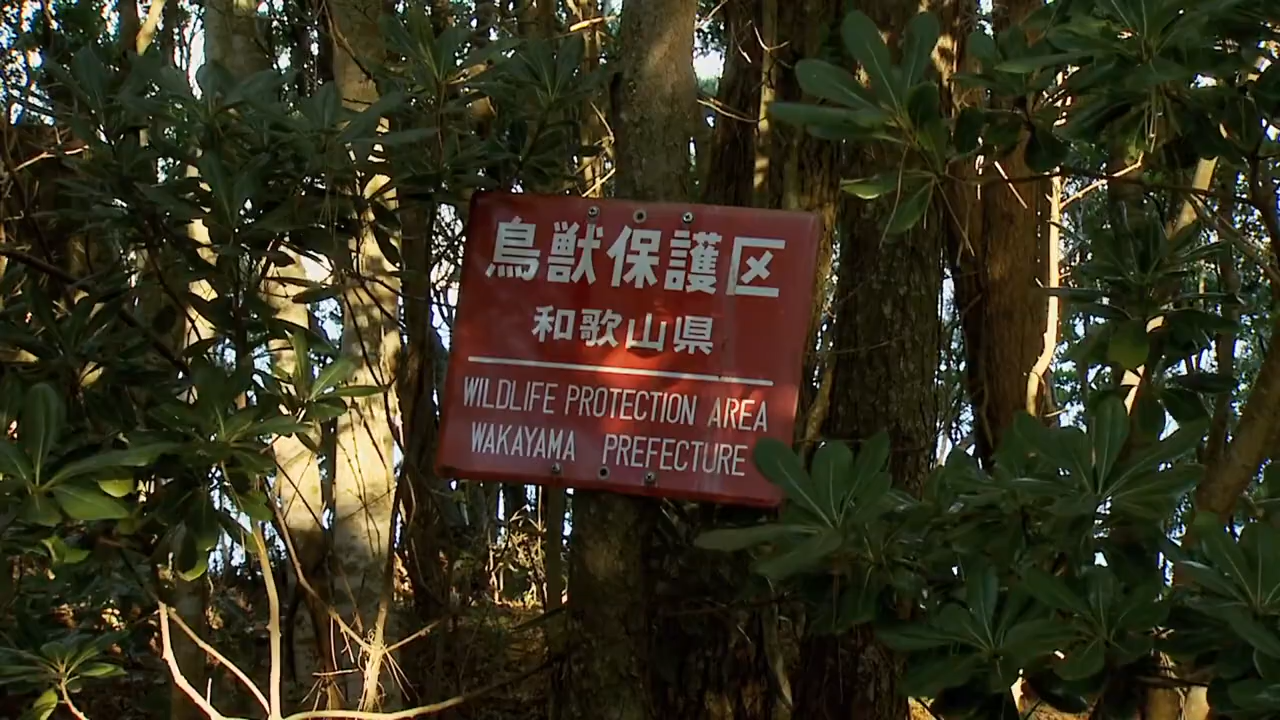 鳥獣保護区
和歌山県
WILDLIFE PROTECTION AREA
WAKAYAMA PREFECTURE